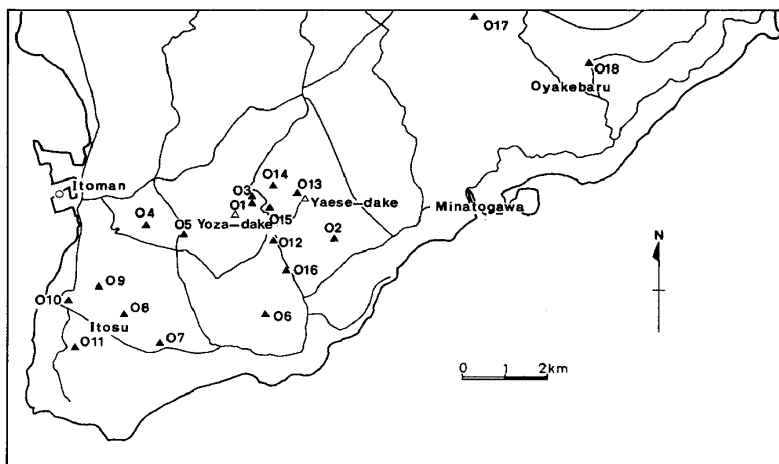 O17
O18
Oyakebaru
Itoman
O14
O3
O13
O1
Yaese-dake
Minatogawa
O4
O5
Yoza-dake
O15
O2
O12
N
O16
O9
O10
O8
O6
Itosu
O7
O11
0 1 2km